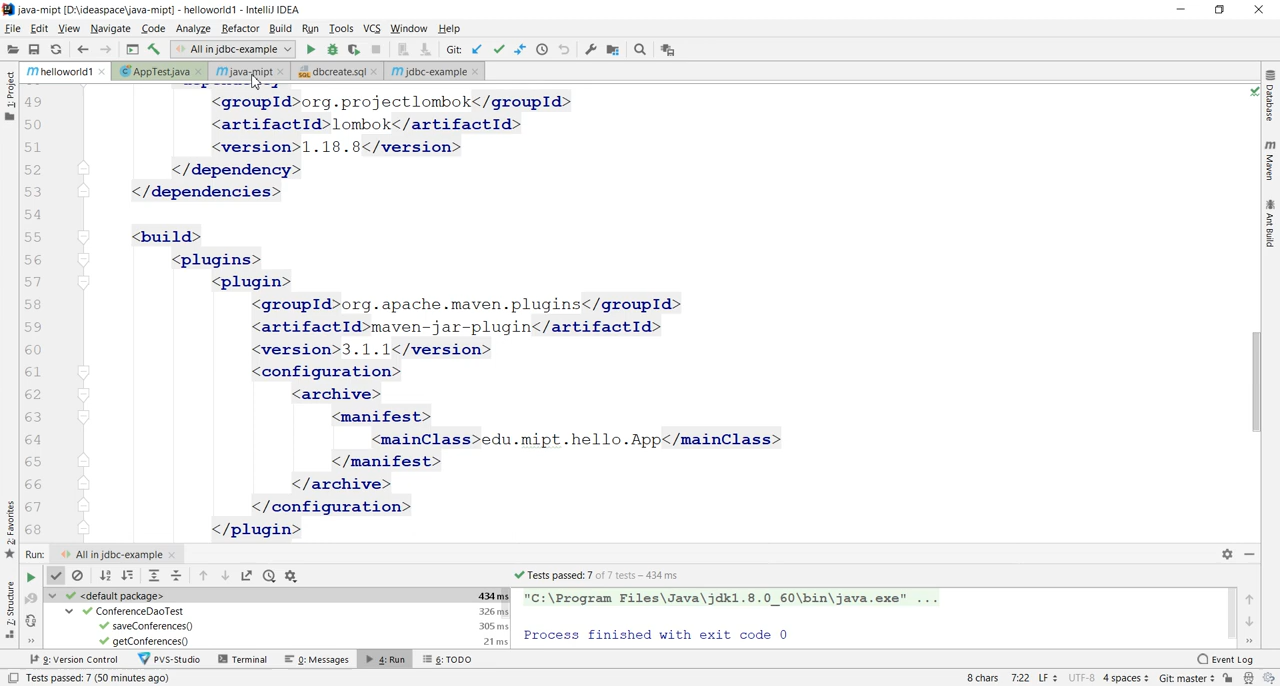 java-mipt [D:\ideaspace\java-mipt] - helloworld1 - IntelliJ IDEA
File Edit View Navigate Code Analyze Refactor Build Run Tools VCS Window Help
All in jdbc-example Git:
helloworld1 AppTest.java java-mipt dbcreate.sql jdbc-example
49 <groupId>org.projectlombok</groupId>
50 <artifactId>lombok</artifactId>
51 <version>1.18.8</version>
52 </dependency>
53 </dependencies>
54
55 <build>
56 <plugins>
57 <plugin>
58 <groupId>org.apache.maven.plugins</groupId>
59 <artifactId>maven-jar-plugin</artifactId>
60 <version>3.1.1</version>
61 <configuration>
62 <archive>
63 <manifest>
64 <mainClass>edu.mipt.hello.App</mainClass>
65 </manifest>
66 </archive>
67 </configuration>
68 </plugin>
1: Project
2: Favorites
7: Structure
Database
Maven
Ant Build
Run: All in jdbc-example
Tests passed: 7 of 7 tests – 434 ms
<default package> 434 ms
ConferenceDaoTest 326 ms
saveConferences() 305 ms
getConferences() 21 ms
"C:\Program Files\Java\jdk1.8.0_60\bin\java.exe" ...
Process finished with exit code 0
9: Version Control PVS-Studio Terminal 0: Messages 4: Run 6: TODO Event Log
Tests passed: 7 (50 minutes ago) 8 chars 7:22 LF UTF-8 4 spaces Git: master